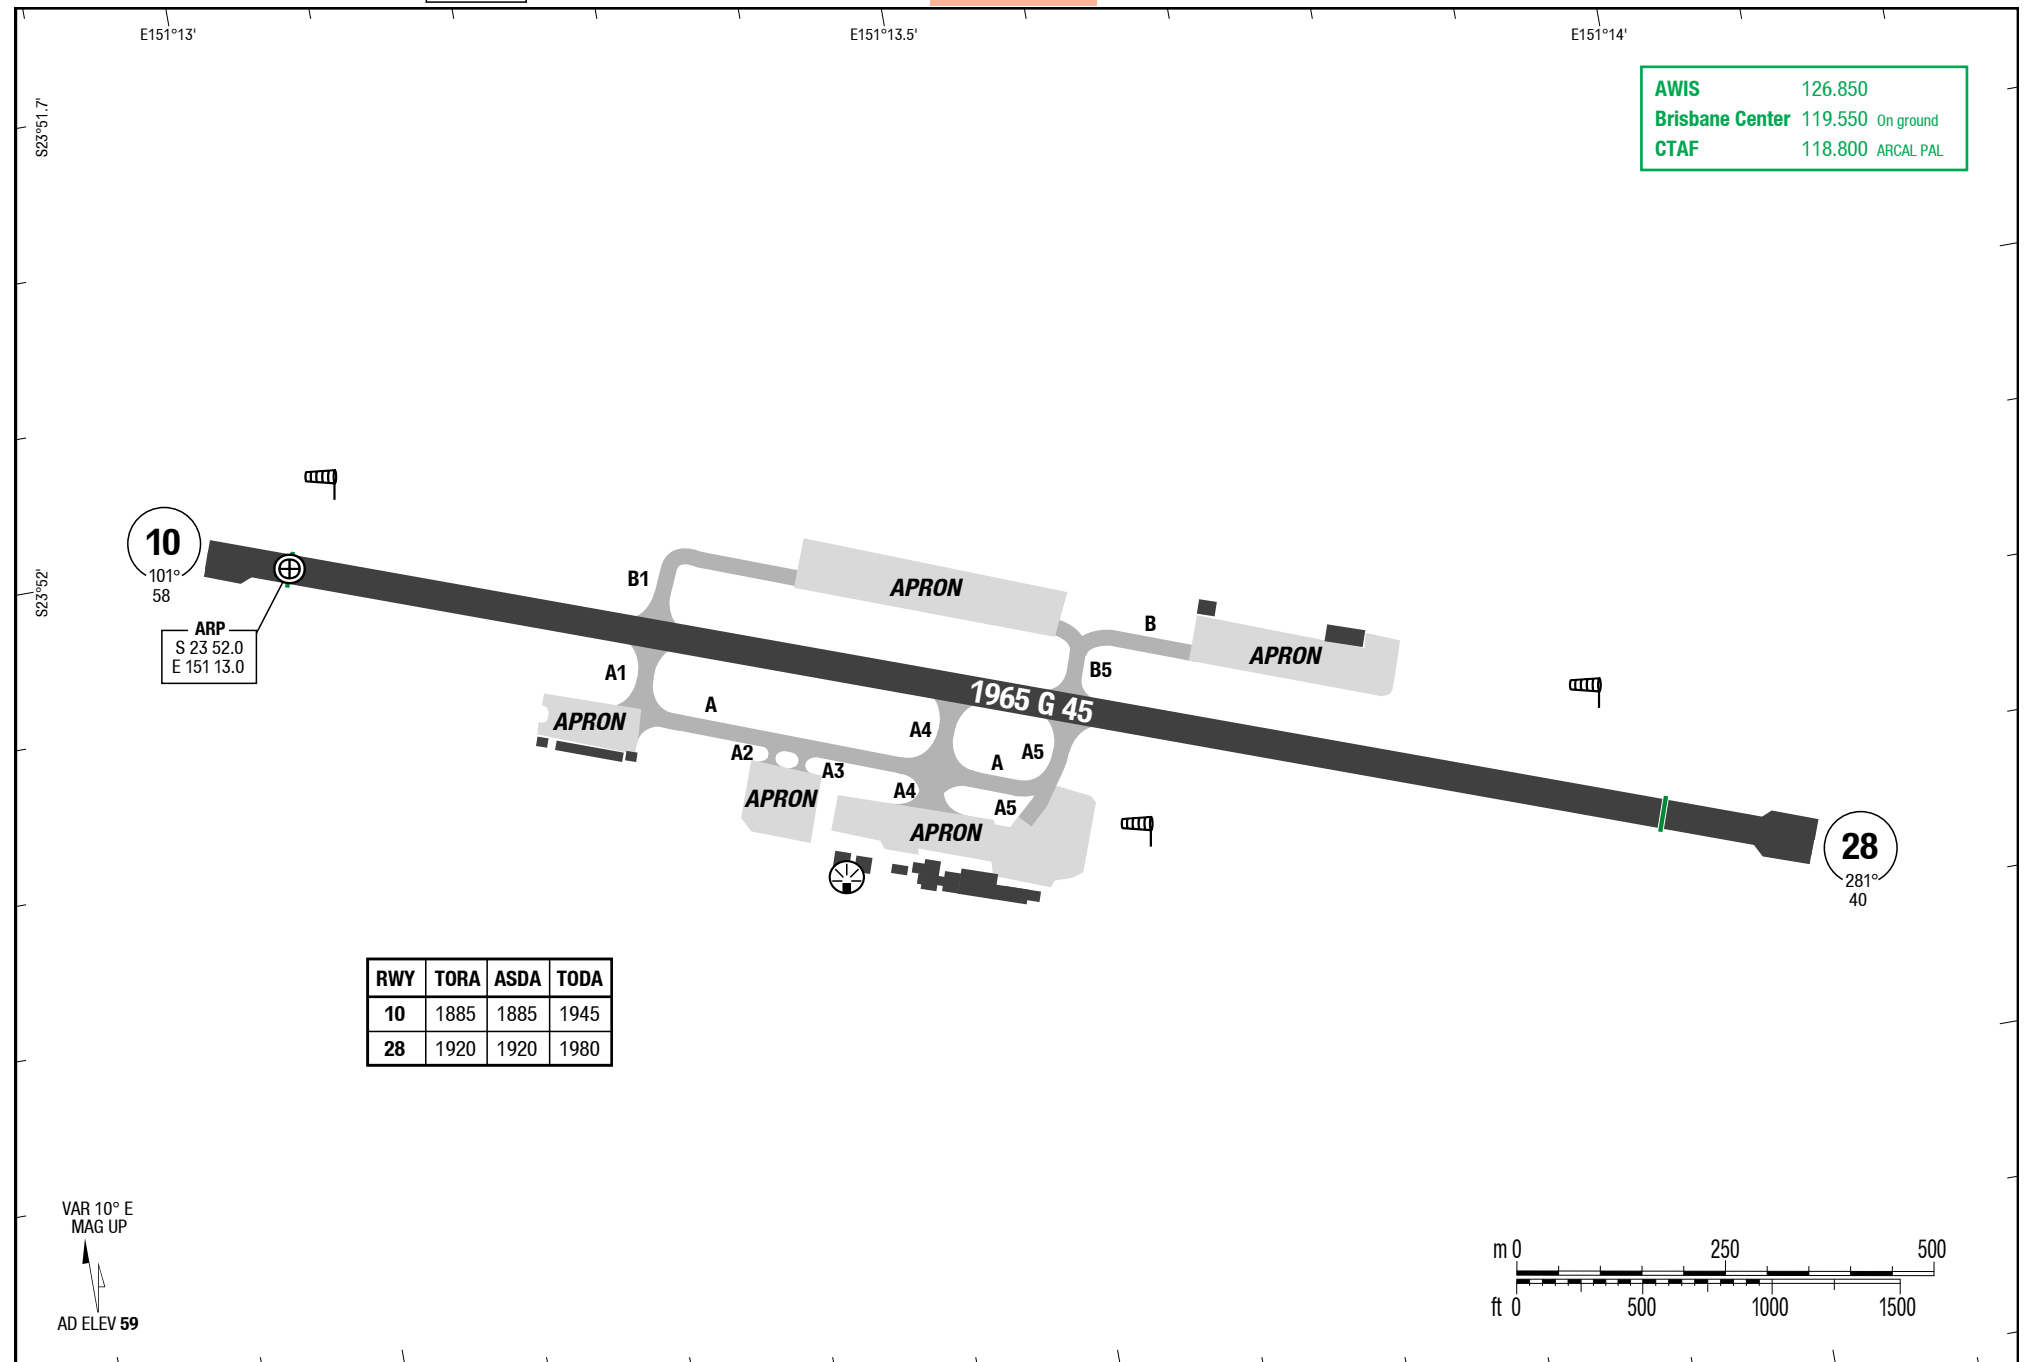 E151°13'
E151°13.5'
E151°14'
S23°51.7'
AWIS 126.850
Brisbane Center 119.550 On ground
CTAF 118.800 ARCAL PAL
10
101°
58
S23°52'
ARP
S 23 52.0
E 151 13.0
B1
APRON
B
APRON
B5
A1
A
1965 G 45
APRON
A4
A2
A5
A
A3
APRON
A4
A5
APRON
28
281°
40
RWY TORA ASDA TODA
10 1885 1885 1945
28 1920 1920 1980
VAR 10° E
MAG UP
AD ELEV 59
m 0 250 500
ft 0 500 1000 1500